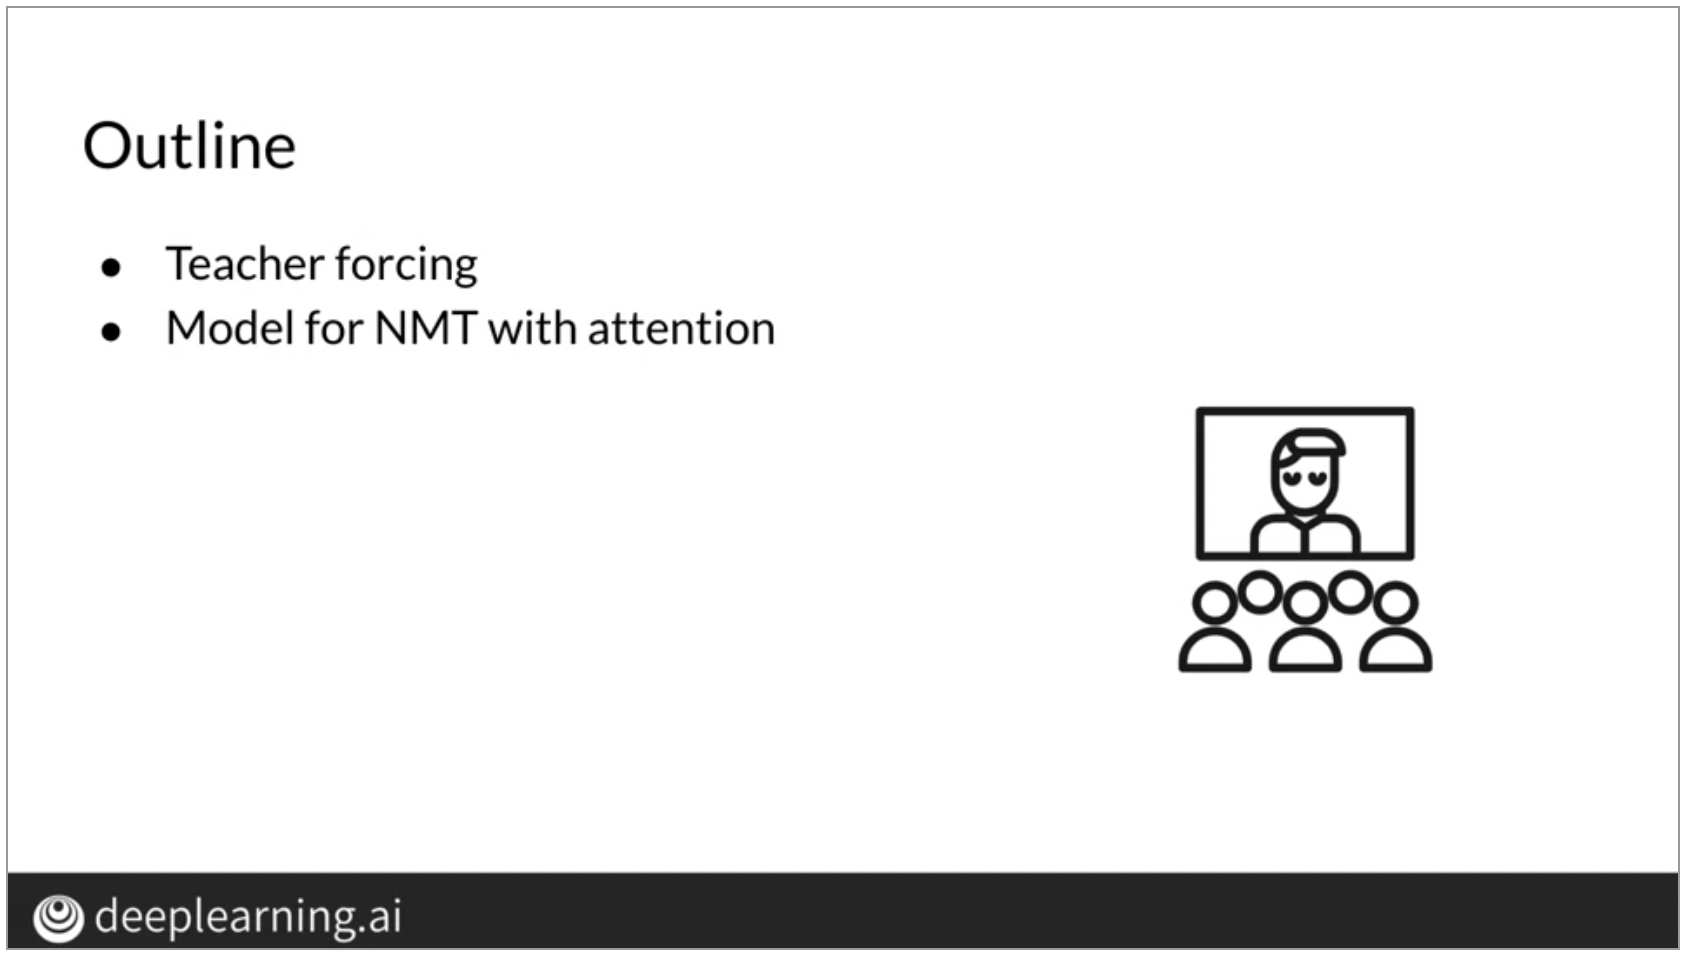 Outline
● Teacher forcing
● Model for NMT with attention
deeplearning.ai